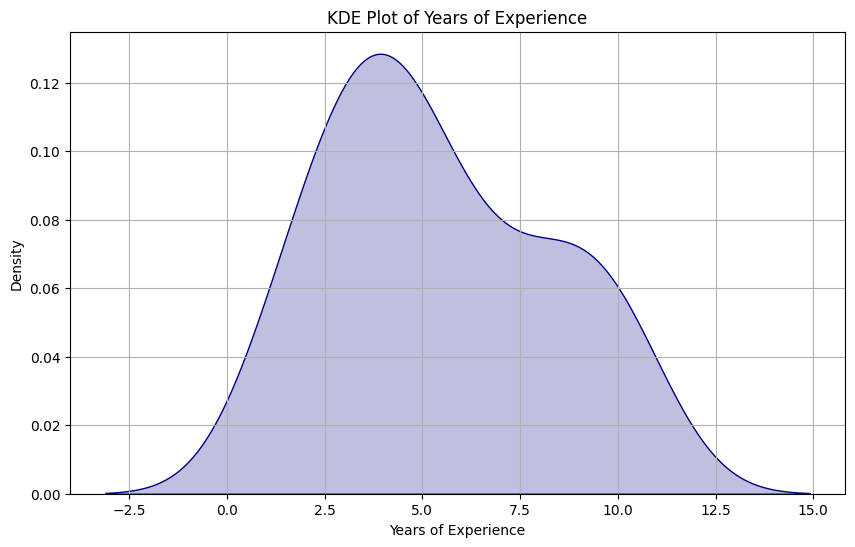 KDE Plot of Years of Experience
Density
0.12
0.10
0.08
0.06
0.04
0.02
0.00
−2.5 0.0 2.5 5.0 7.5 10.0 12.5 15.0
Years of Experience